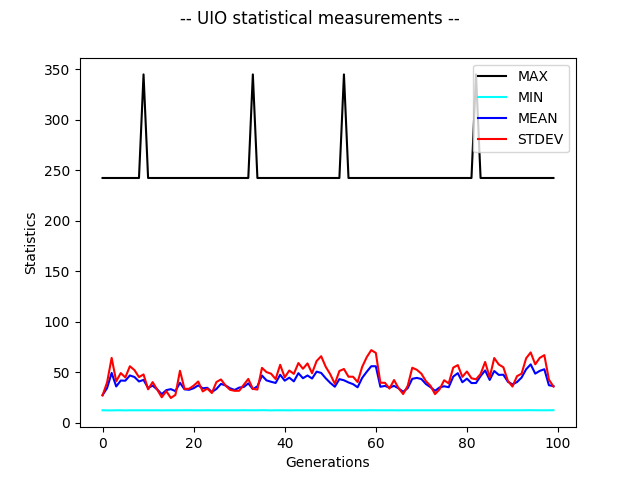 -- UIO statistical measurements --
350
300
250
200
150
100
50
0
Statistics
MAX
MIN
MEAN
STDEV
0 20 40 60 80 100
Generations